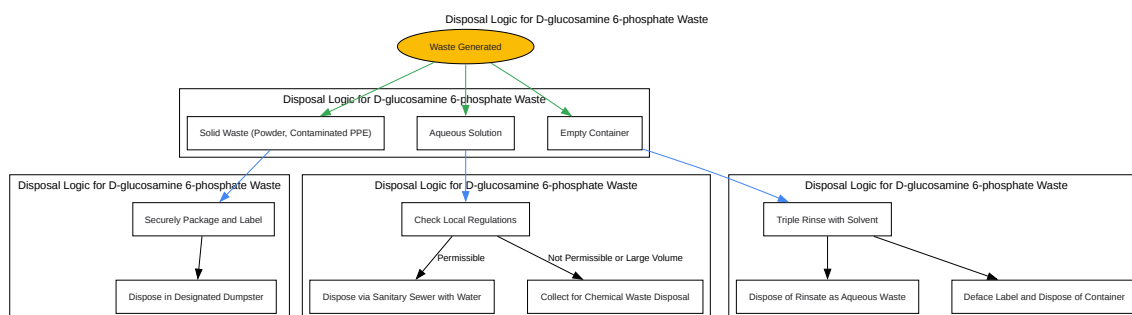 Disposal Logic for D-glucosamine 6-phosphate Waste
Waste Generated
Disposal Logic for D-glucosamine 6-phosphate Waste
Solid Waste (Powder, Contaminated PPE)
Aqueous Solution
Empty Container
Disposal Logic for D-glucosamine 6-phosphate Waste
Disposal Logic for D-glucosamine 6-phosphate Waste
Disposal Logic for D-glucosamine 6-phosphate Waste
Securely Package and Label
Check Local Regulations
Triple Rinse with Solvent
Permissible
Not Permissible or Large Volume
Dispose in Designated Dumpster
Dispose via Sanitary Sewer with Water
Collect for Chemical Waste Disposal
Dispose of Rinsate as Aqueous Waste
Deface Label and Dispose of Container